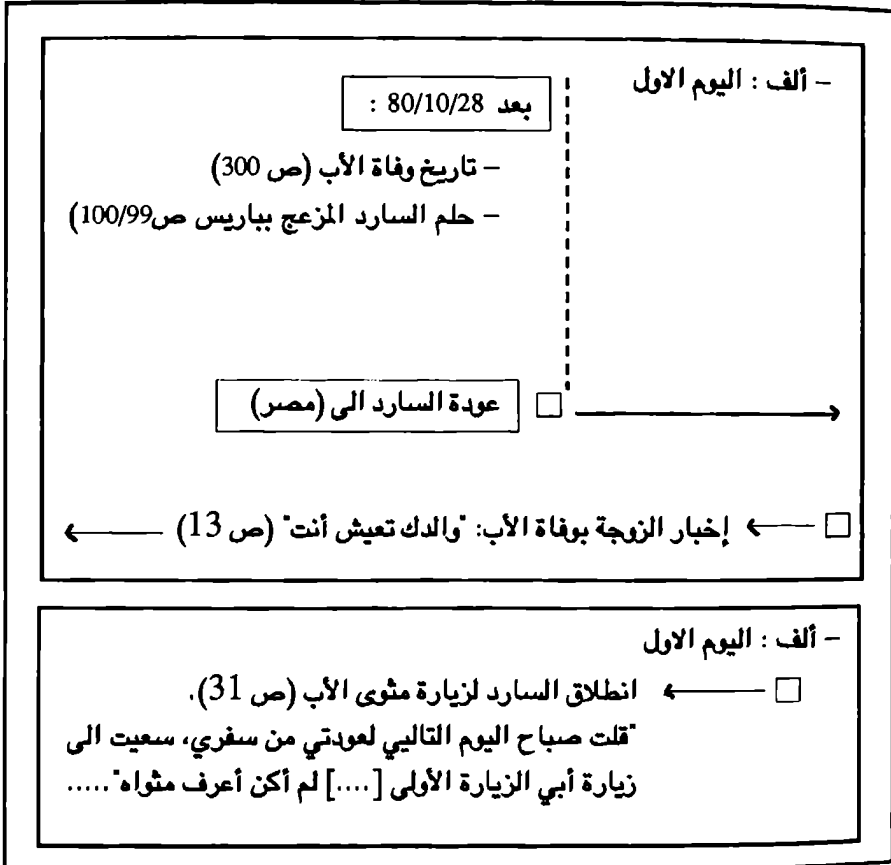 – ألف : اليوم الاول
بعد 80/10/28 :
– تاريخ وفاة الأب (ص 300)
– حلم السارد المزعج بباريس ص100/99)
عودة السارد الى (مصر)
إخبار الزوجة بوفاة الأب: "والدك تعيش أنت" (ص 13)
– ألف : اليوم الاول
انطلاق السارد لزيارة مثوى الأب (ص 31).
"قلت صباح اليوم التاليي لعودتي من سفري، سعيت الى
زيارة أبي الزيارة الأولى [....] لم أكن أعرف مثواه".....